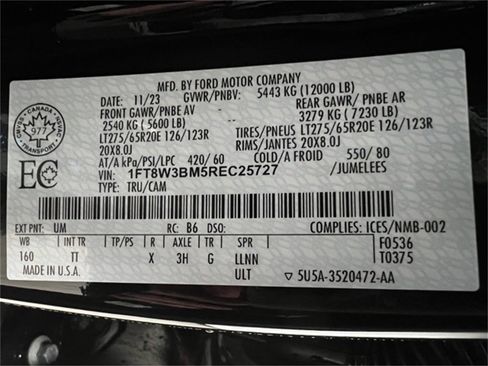 MFD. BY FORD MOTOR COMPANY
DATE: 11/23 GVWR/PNBV: 5443 KG (12000 LB)
FRONT GAWR/PNBE AV REAR GAWR/ PNBE AR
2540 KG ( 5600 LB) 3279 KG ( 7230 LB)
LT275/65R20E 126/123R TIRES/PNEUS LT275/65R20E 126/123R
20X8.0J RIMS/JANTES 20X8.0J
AT/A kPa/PSI/LPC 420/ 60 COLD/A FROID 550/ 80
VIN: 1FT8W3BM5REC25727 /JUMELEES
TYPE: TRU/CAM
CANADA
977
EC
EXT PNT: UM RC: B6 DSO: COMPLIES: ICES/NMB-002
WB INT TR TP/PS R AXLE TR SPR F0536
160 TT X 3H G LLNN T0375
ULT 5U5A-3520472-AA